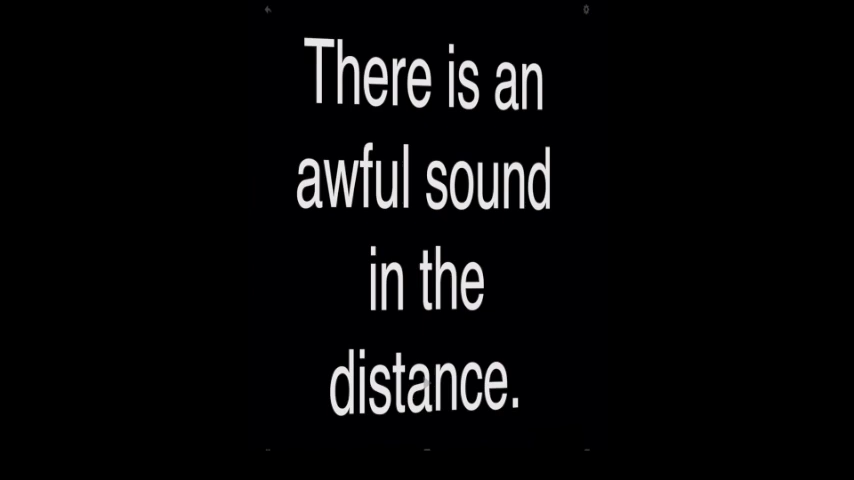 There is an
awful sound
in the
distance.